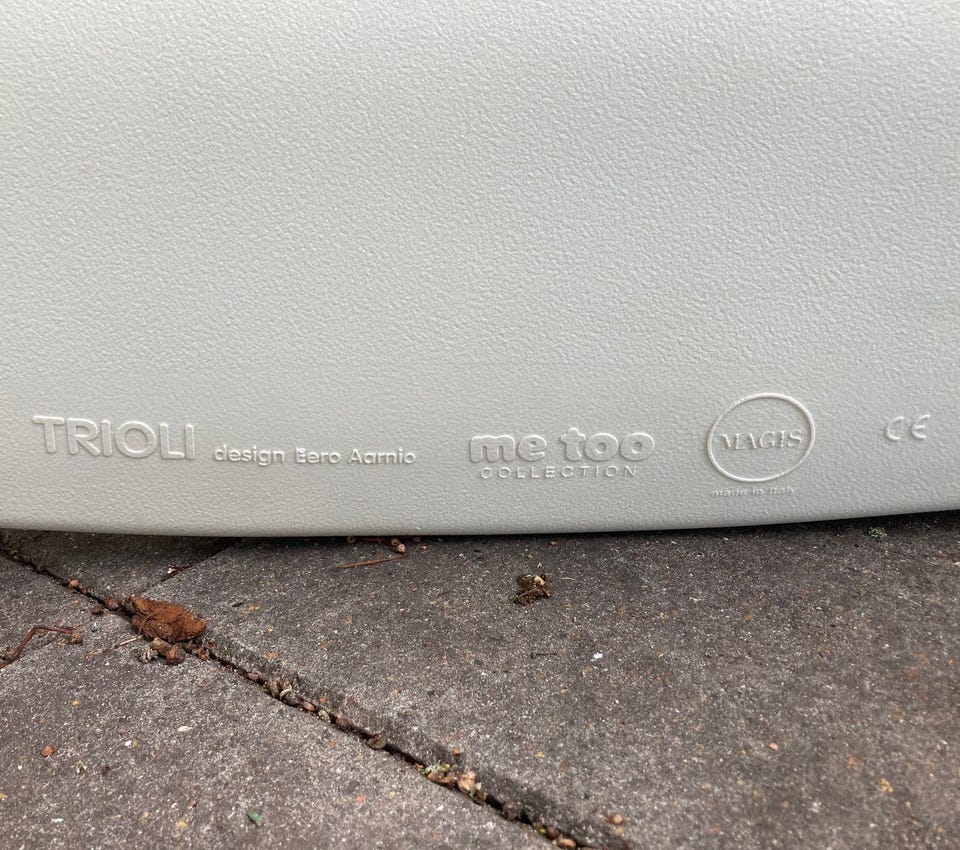 TRIOLI design Eero Aarnio
me too
COLLECTION
MAGIS
made in Italy
CE